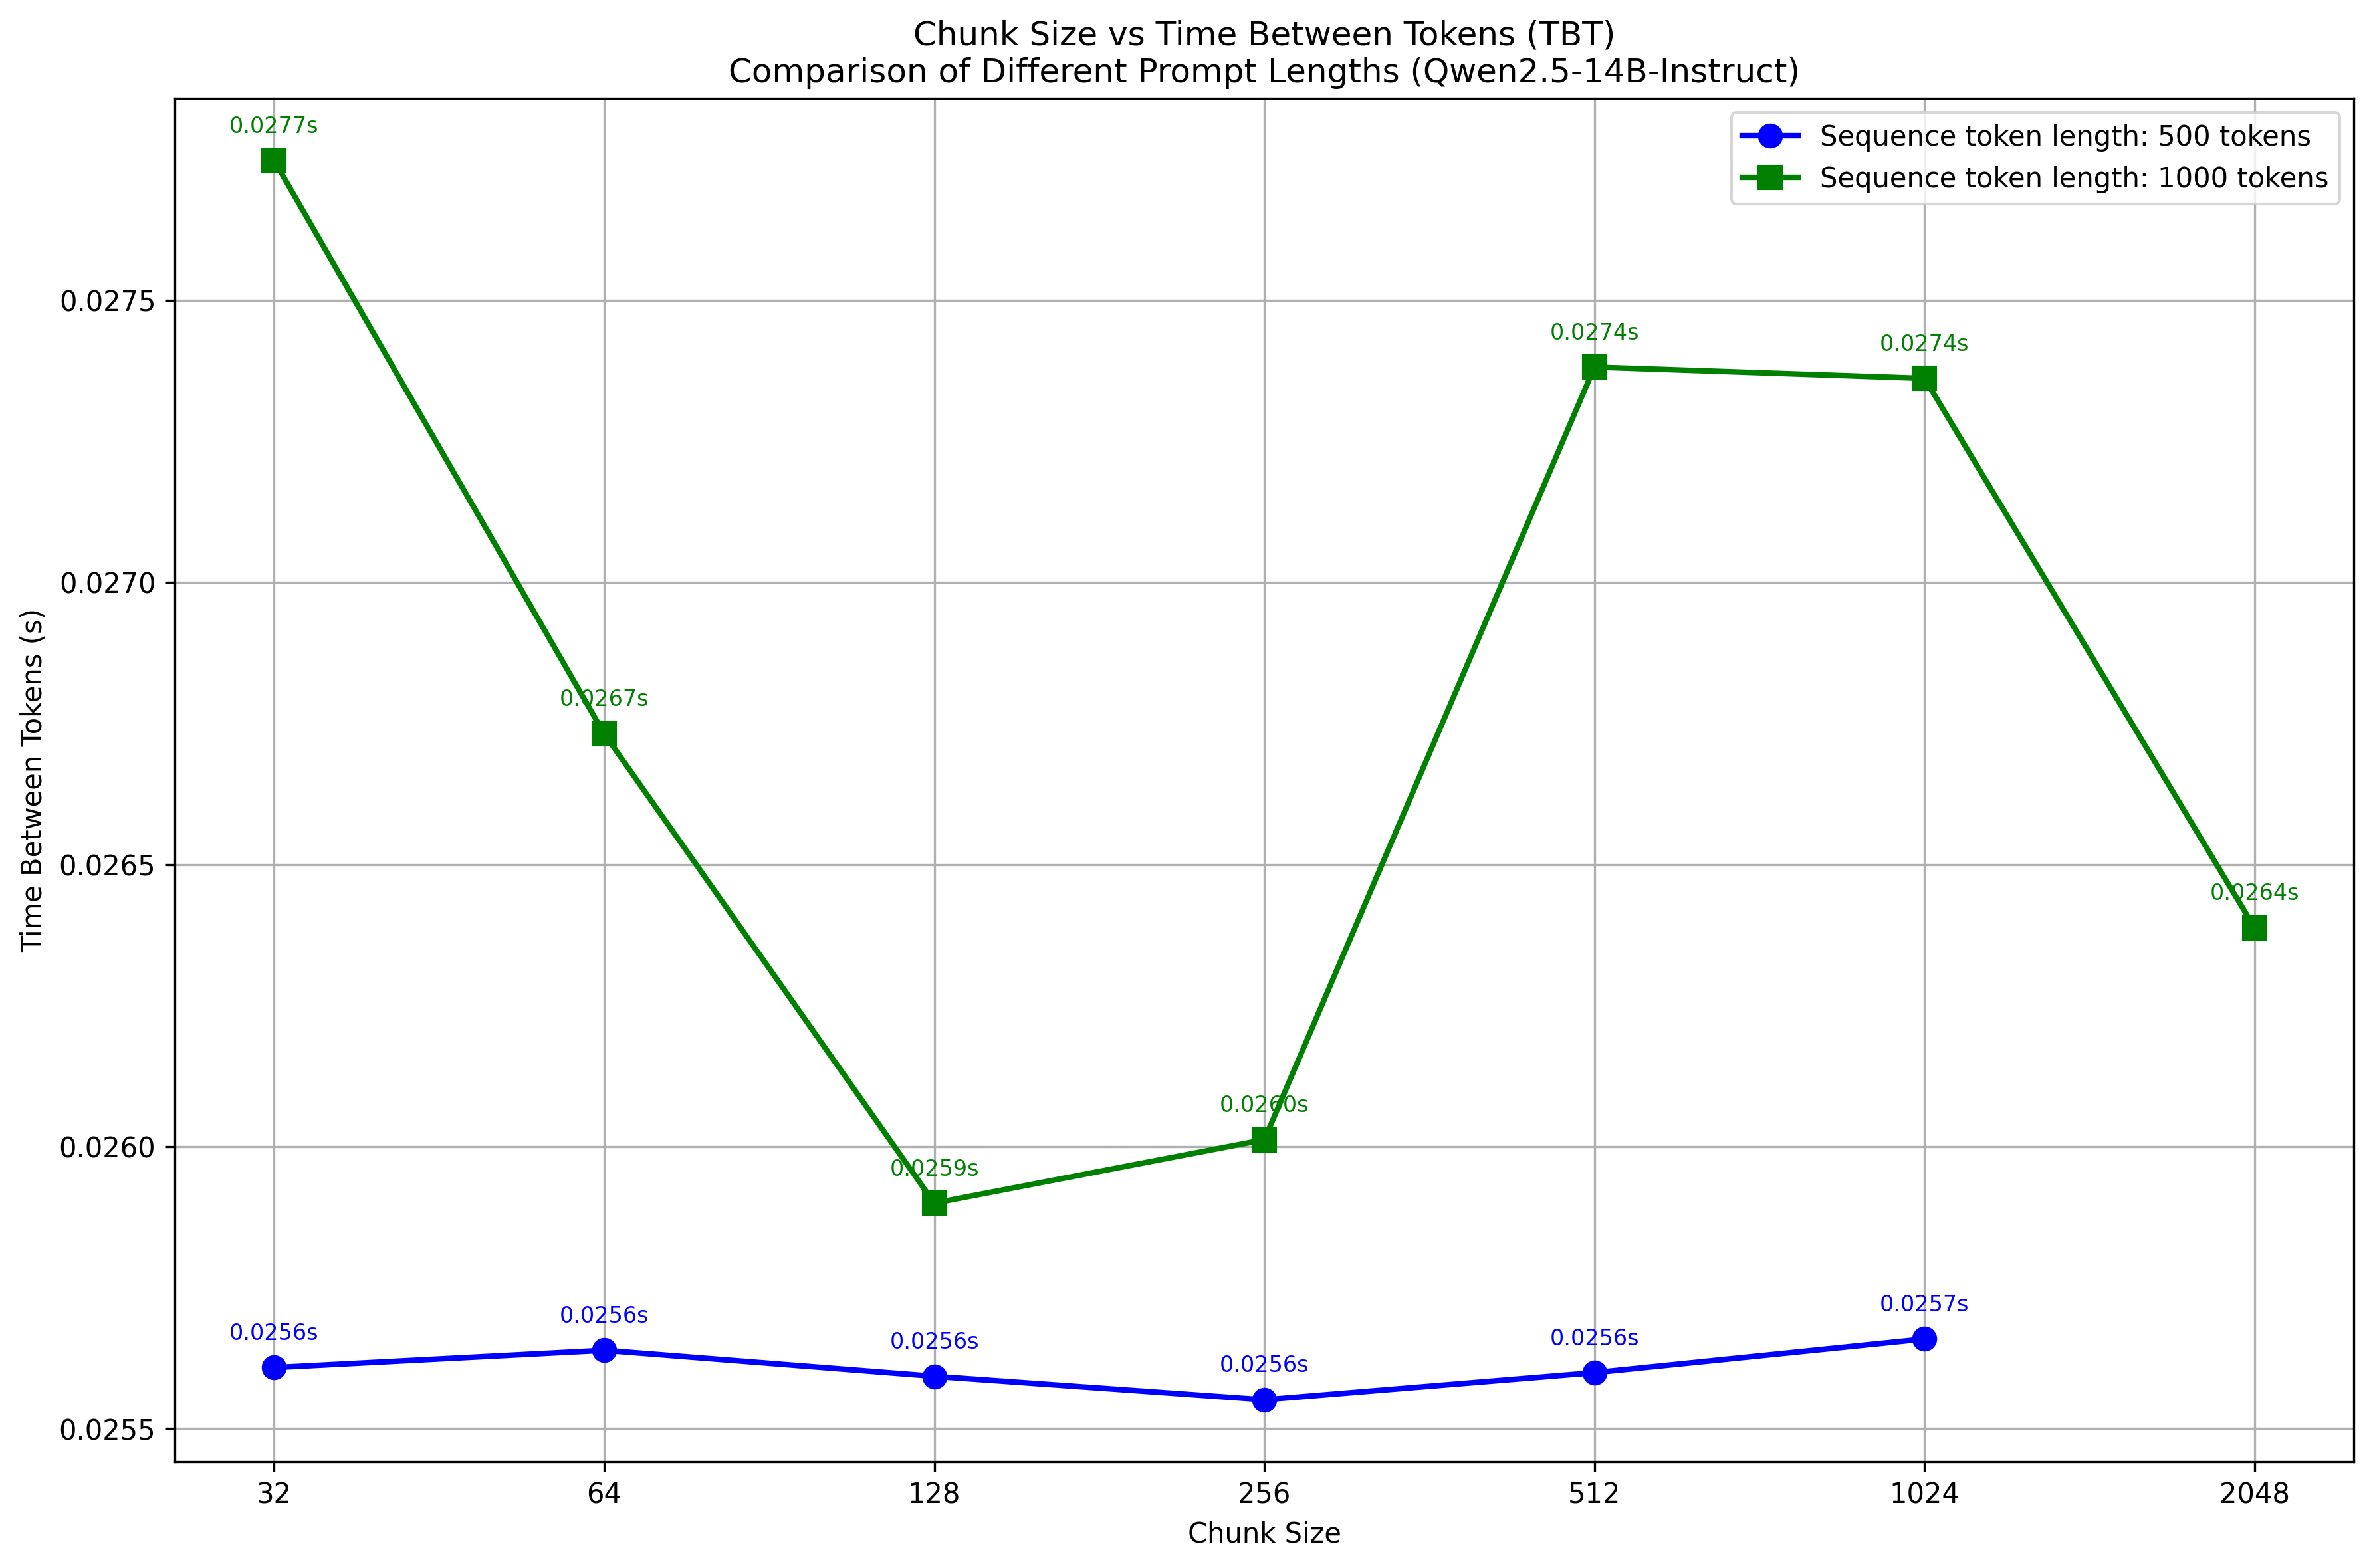 Chunk Size vs Time Between Tokens (TBT)
Comparison of Different Prompt Lengths (Qwen2.5-14B-Instruct)
Sequence token length: 500 tokens
Sequence token length: 1000 tokens
Time Between Tokens (s)
0.0275
0.0270
0.0265
0.0260
0.0255
0.0277s
0.0267s
0.0259s
0.0260s
0.0274s
0.0274s
0.0264s
0.0256s
0.0256s
0.0256s
0.0256s
0.0256s
0.0257s
32
64
128
256
512
1024
2048
Chunk Size